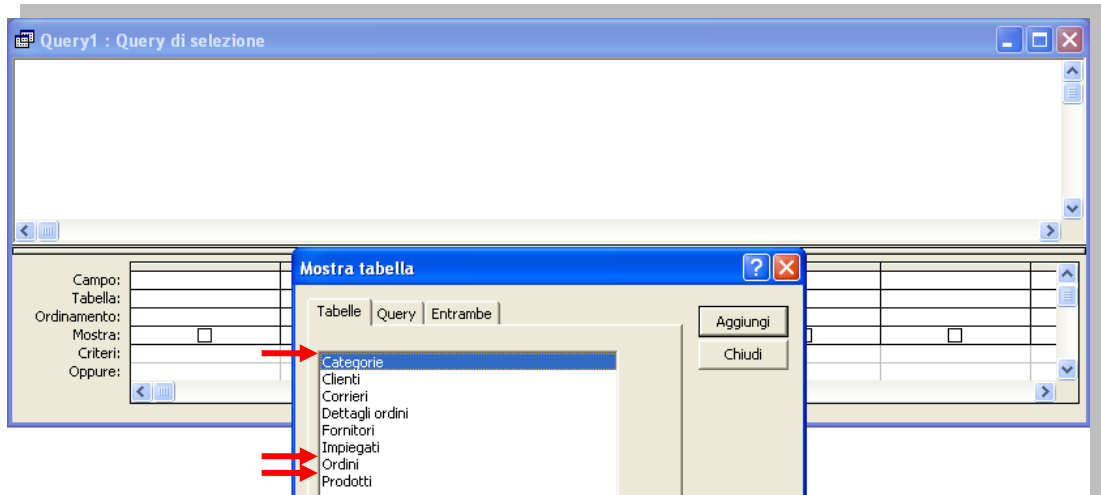 Query1 : Query di selezione
Campo:
Tabella:
Ordinamento:
Mostra:
Criteri:
Oppure:
Mostra tabella
Tabelle Query Entrambe
Aggiungi
Chiudi
Categorie
Clienti
Corrieri
Dettagli ordini
Fornitori
Impiegati
Ordini
Prodotti